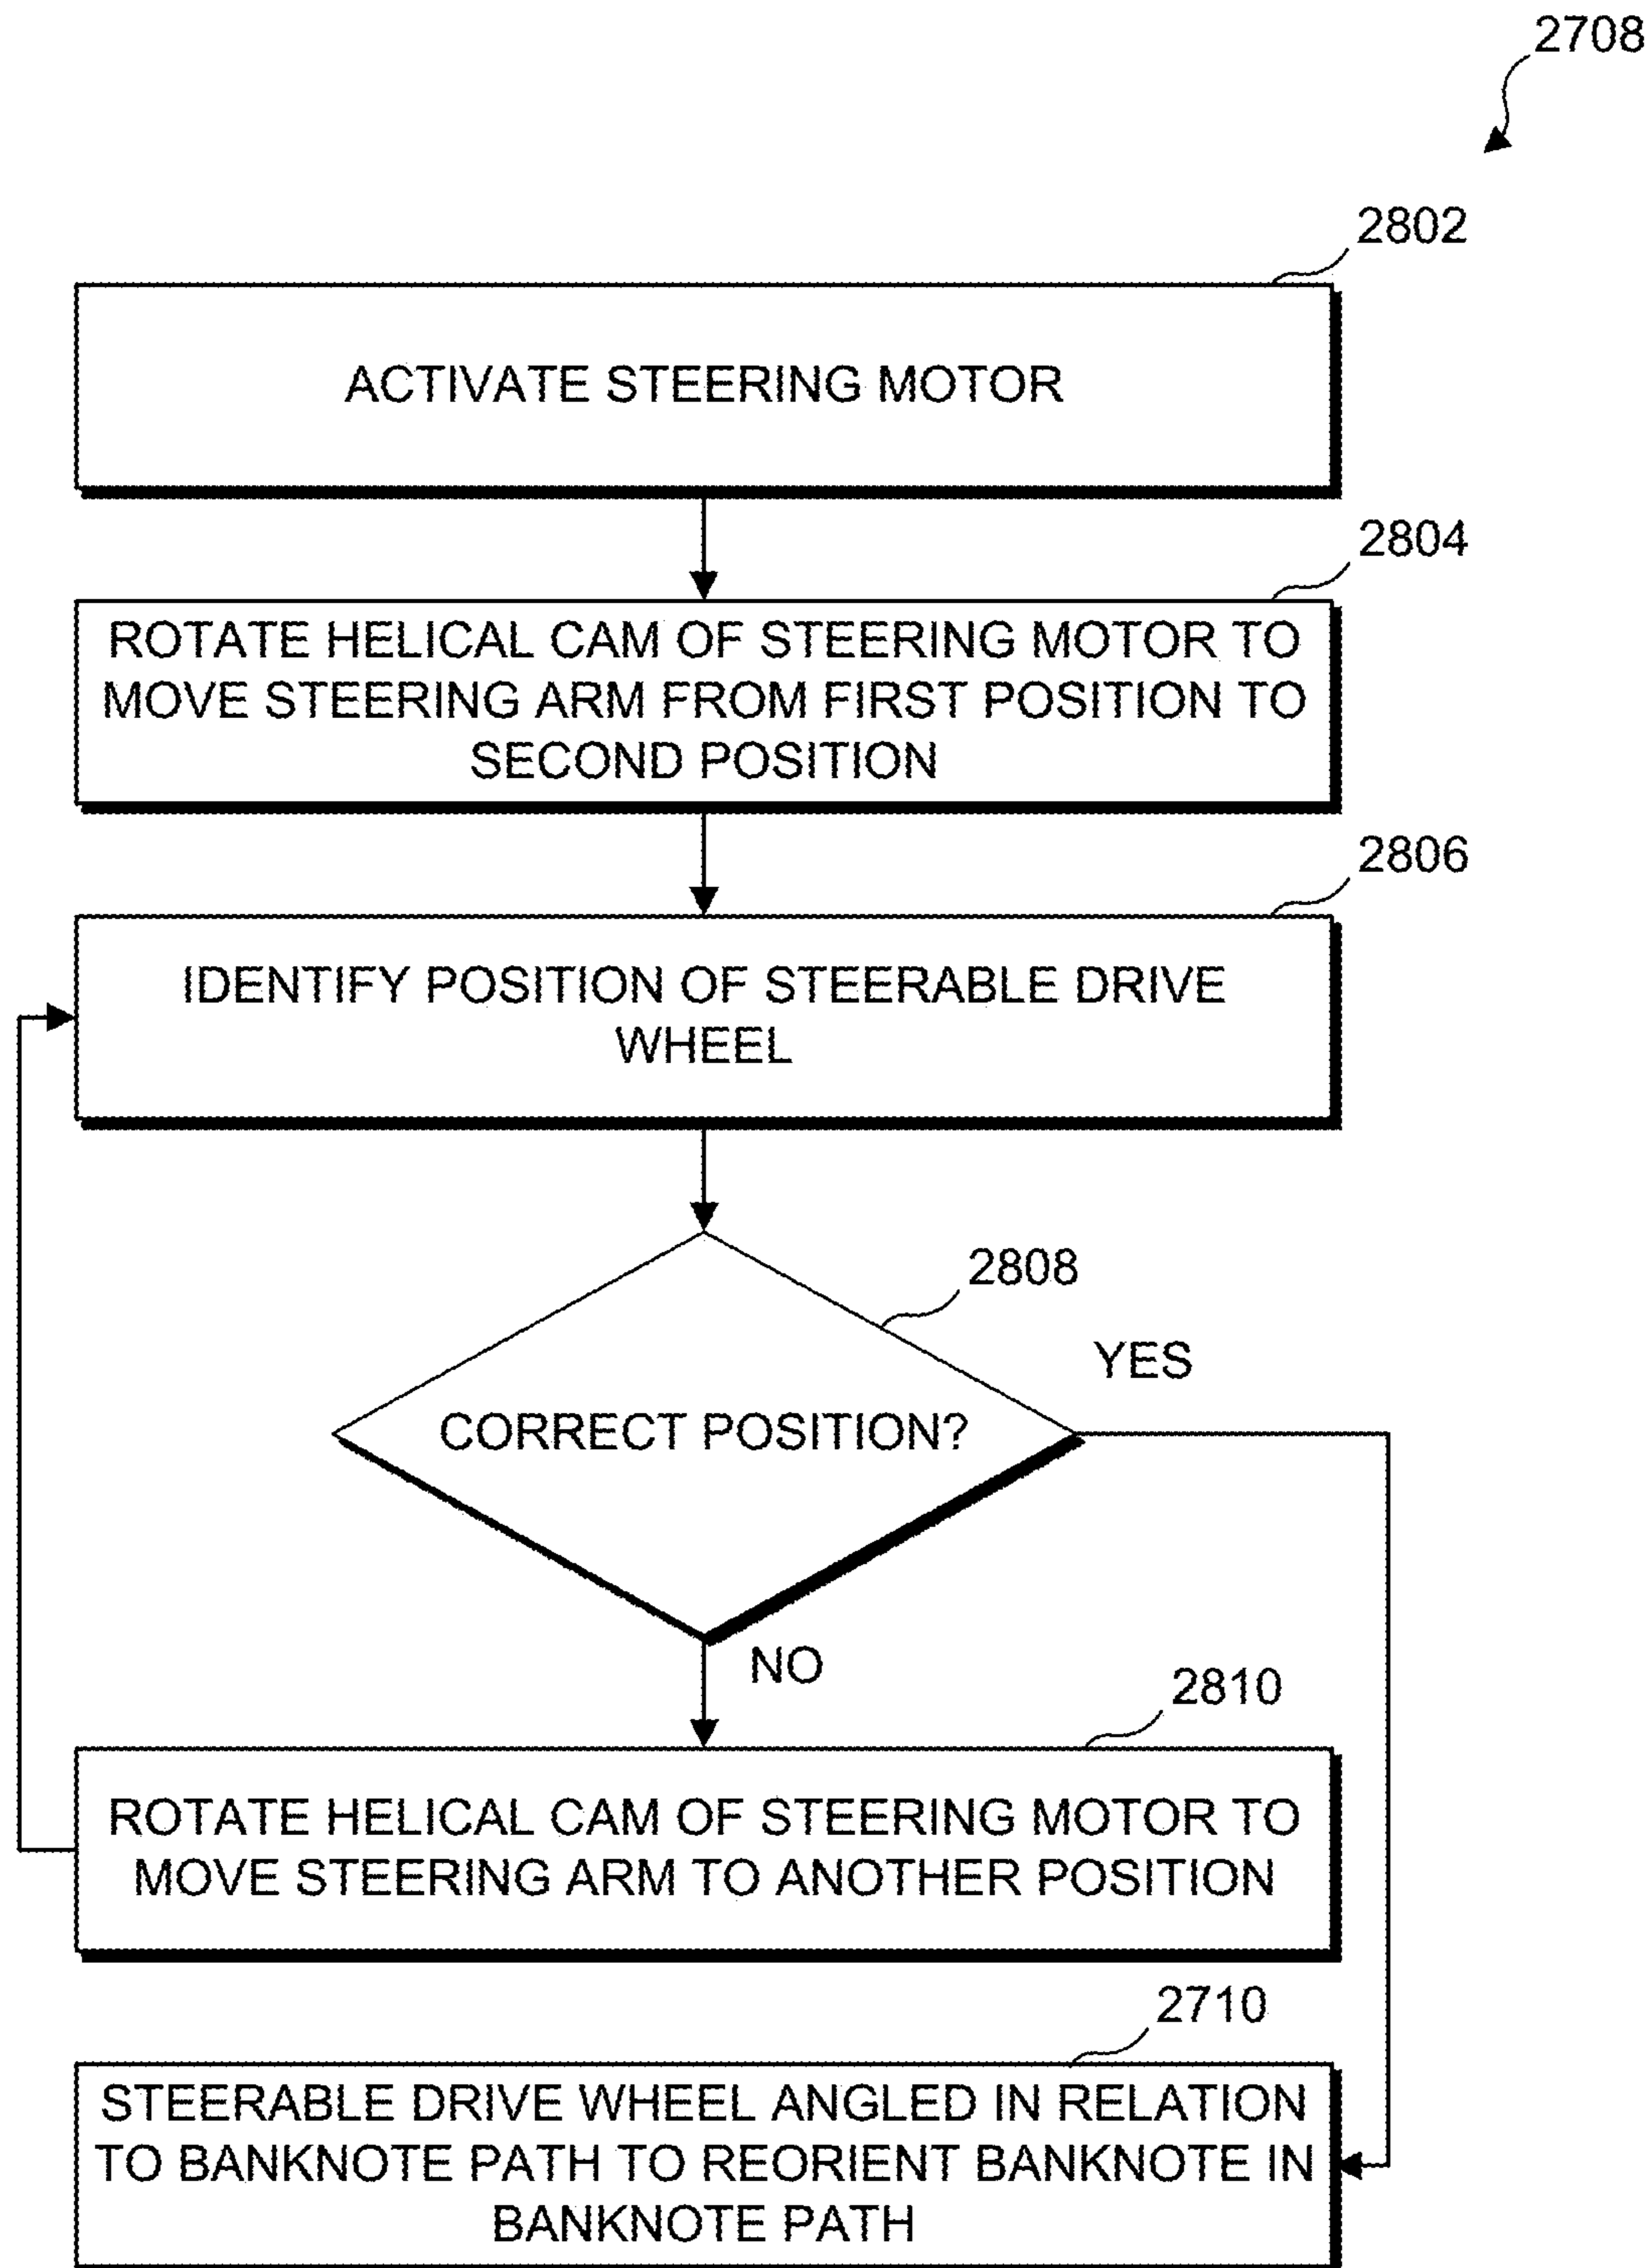 2708
2802
ACTIVATE STEERING MOTOR
2804
ROTATE HELICAL CAM OF STEERING MOTOR TO
MOVE STEERING ARM FROM FIRST POSITION TO
SECOND POSITION
2806
IDENTIFY POSITION OF STEERABLE DRIVE
WHEEL
2808
YES
CORRECT POSITION?
NO
2810
ROTATE HELICAL CAM OF STEERING MOTOR TO
MOVE STEERING ARM TO ANOTHER POSITION
2710
STEERABLE DRIVE WHEEL ANGLED IN RELATION
TO BANKNOTE PATH TO REORIENT BANKNOTE IN
BANKNOTE PATH